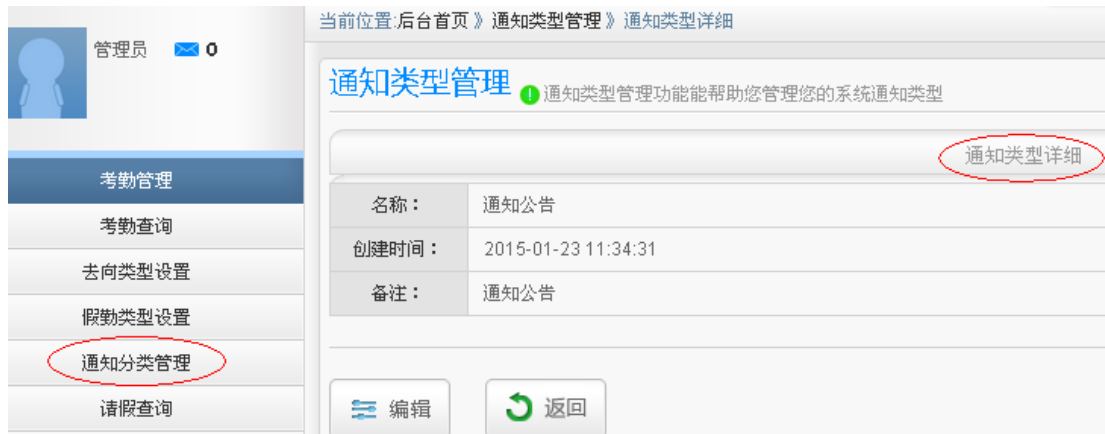 当前位置:后台首页 》通知类型管理 》通知类型详细
管理员 0
通知类型管理 通知类型管理功能能帮助您管理您的系统通知类型
通知类型详细
考勤管理
考勤查询
去向类型设置
假勤类型设置
通知分类管理
请假查询
名称： 通知公告
创建时间： 2015-01-23 11:34:31
备注： 通知公告
编辑 返回